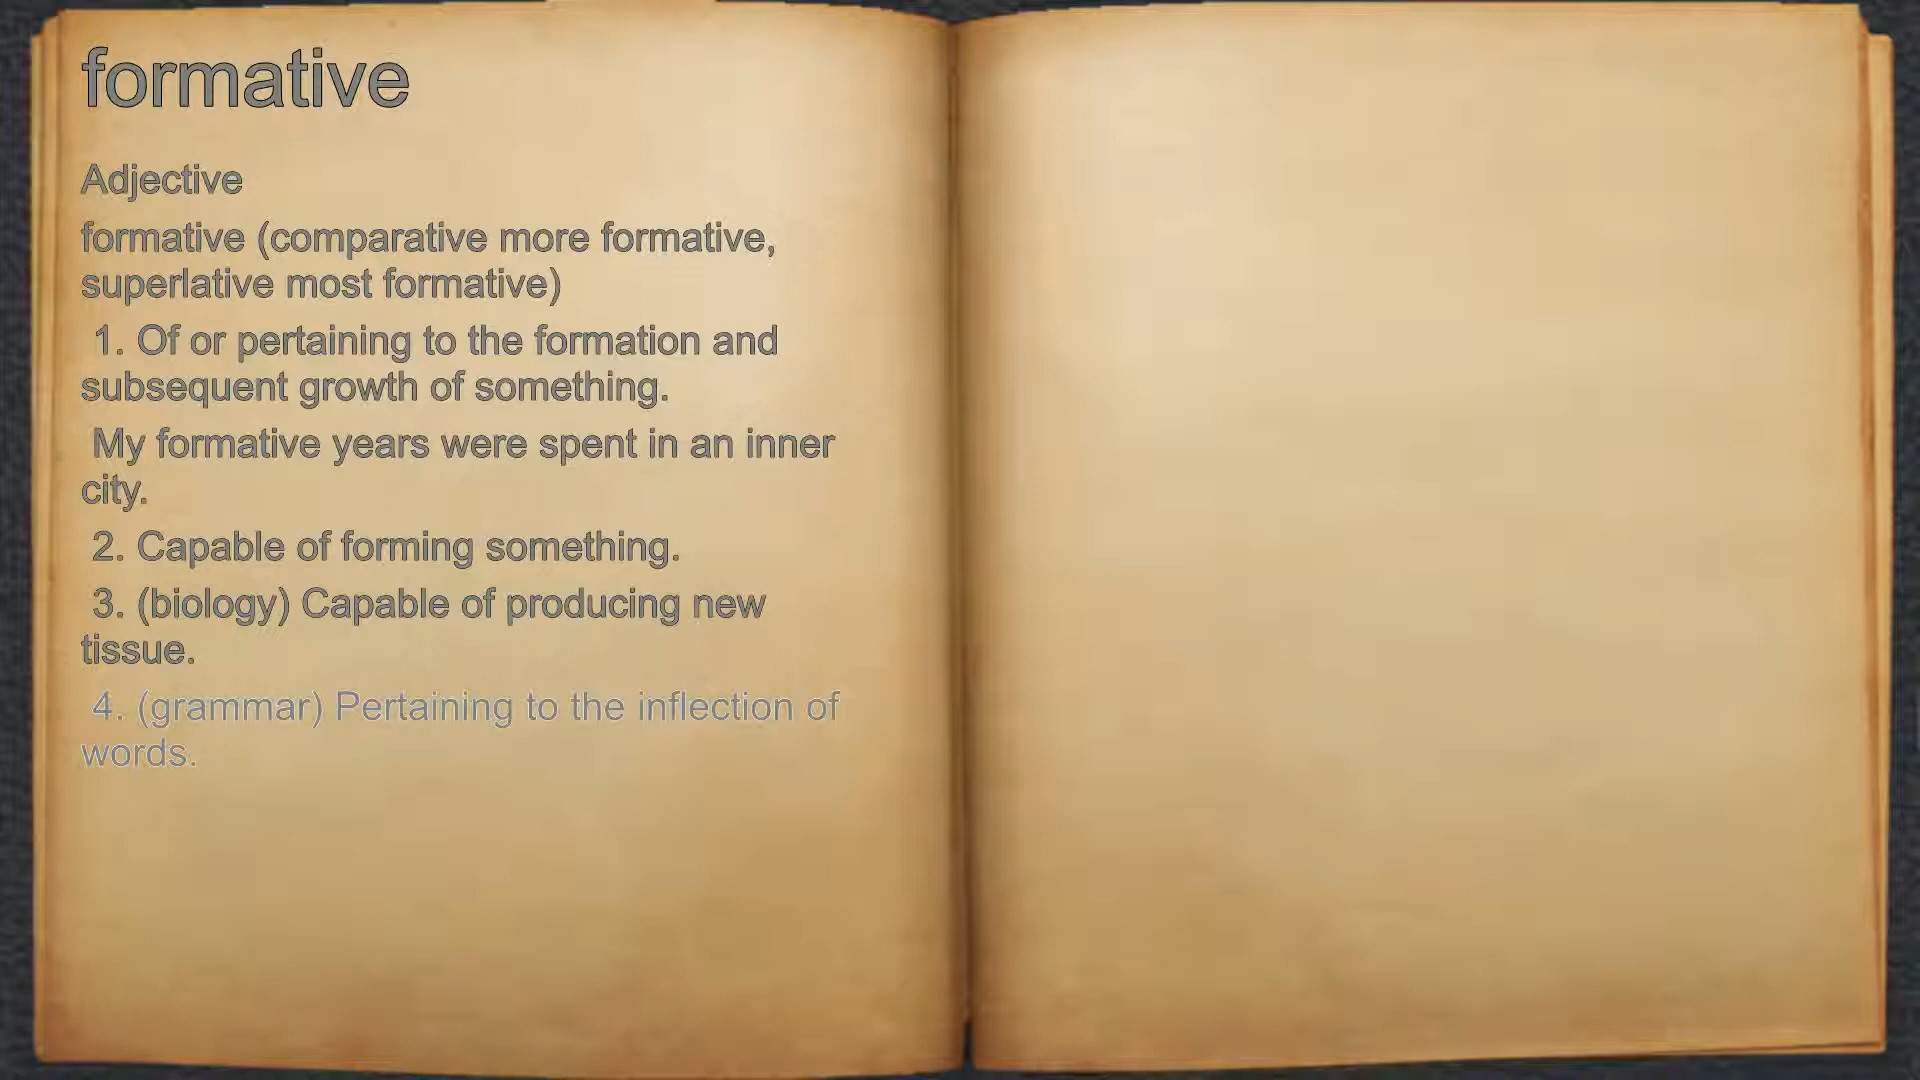 formative
Adjective
formative (comparative more formative,
superlative most formative)
1. Of or pertaining to the formation and
subsequent growth of something.
My formative years were spent in an inner
city.
2. Capable of forming something.
3. (biology) Capable of producing new
tissue.
4. (grammar) Pertaining to the inflection of
words.